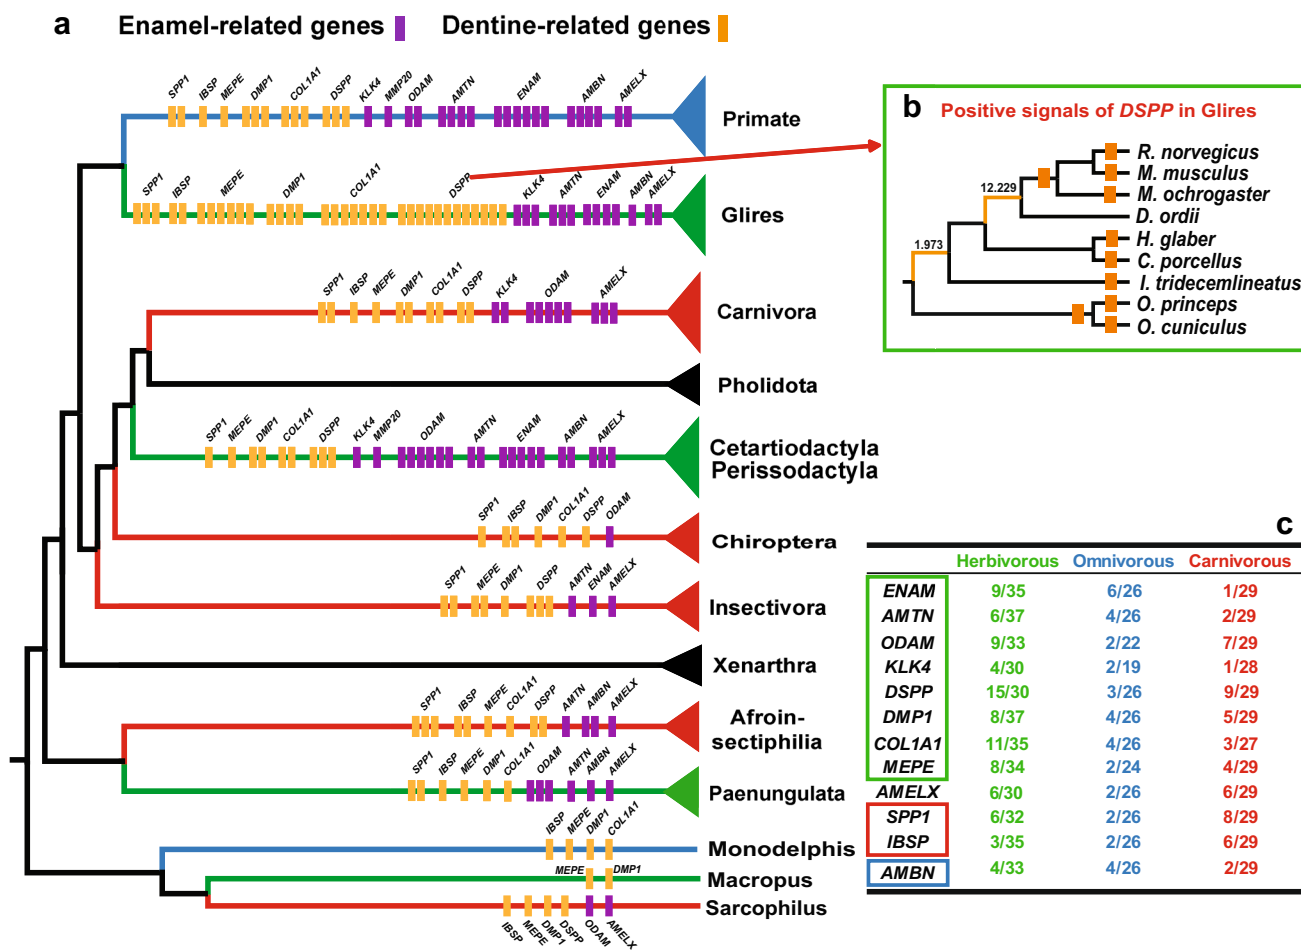 a Enamel-related genes Dentine-related genes
SPP1 IBSP MEPE DMP1 COL1A1 DSPP KLK4 MMP20 ODAM AMTN ENAM AMBN AMELX
Primate
SPP1 IBSP MEPE DMP1 COL1A1 DSPP KLK4 AMTN ENAM AMBN AMELX
Glires
SPP1 IBSP MEPE DMP1 COL1A1 DSPP KLK4 ODAM AMELX
Carnivora
Pholidota
SPP1 MEPE DMP1 COL1A1 DSPP KLK4 MMP20 ODAM AMTN ENAM AMBN AMELX
Cetartiodactyla
Perissodactyla
SPP1 IBSP DMP1 COL1A1 DSPP ODAM
Chiroptera
SPP1 MEPE DMP1 DSPP AMTN ENAM AMELX
Insectivora
Xenarthra
SPP1 IBSP MEPE COL1A1 DSPP AMTN AMBN AMELX
Afroin-
sectiphilia
SPP1 IBSP MEPE DMP1 COL1A1 ODAM AMTN AMBN AMELX
Paenungulata
IBSP MEPE DMP1 COL1A1
Monodelphis
MEPE DMP1
Macropus
Sarcophilus
IBSP MEPE DMP1 DSPP ODAM AMELX
b Positive signals of DSPP in Glires
R. norvegicus
M. musculus
M. ochrogaster
12.229
D. ordii
H. glaber
1.973
C. porcellus
I. tridecemlineatus
O. princeps
O. cuniculus
c
Herbivorous Omnivorous Carnivorous
ENAM 9/35 6/26 1/29
AMTN 6/37 4/26 2/29
ODAM 9/33 2/22 7/29
KLK4 4/30 2/19 1/28
DSPP 15/30 3/26 9/29
DMP1 8/37 4/26 5/29
COL1A1 11/35 4/26 3/27
MEPE 8/34 2/24 4/29
AMELX 6/30 2/26 6/29
SPP1 6/32 2/26 8/29
IBSP 3/35 2/26 6/29
AMBN 4/33 4/26 2/29